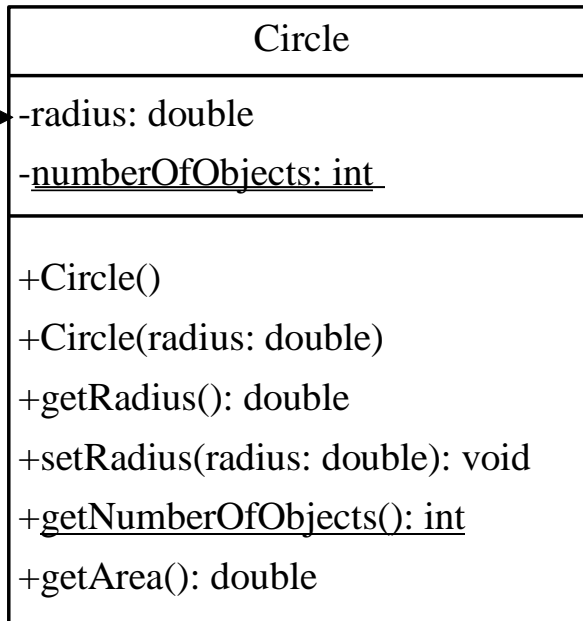 Circle
-radius: double
-numberOfObjects: int
+Circle()
+Circle(radius: double)
+getRadius(): double
+setRadius(radius: double): void
+getNumberOfObjects(): int
+getArea(): double